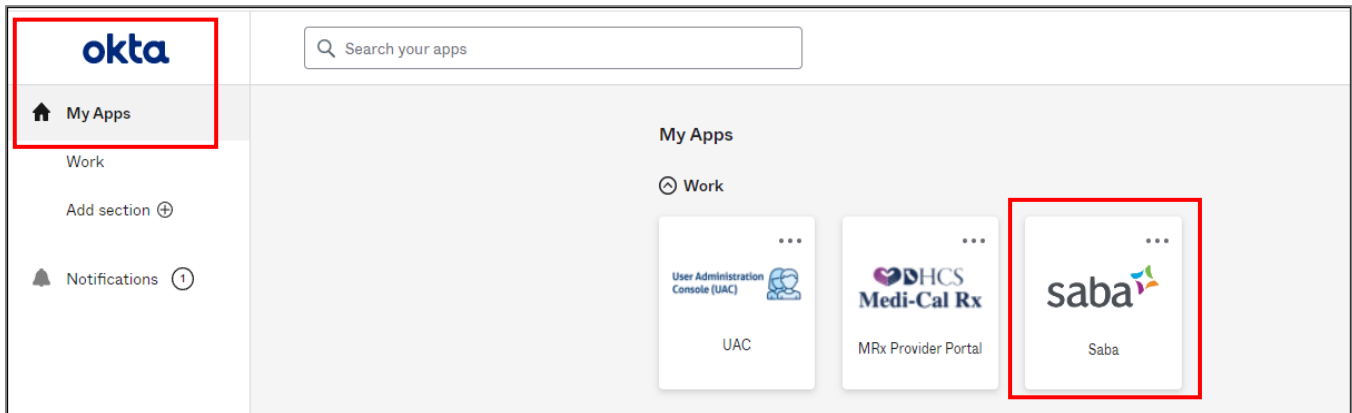 okta
Search your apps
My Apps
Work
Add section
Notifications 1
My Apps
Work
User Administration
Console (UAC)
UAC
DHCS
Medi-Cal Rx
MRx Provider Portal
saba
Saba